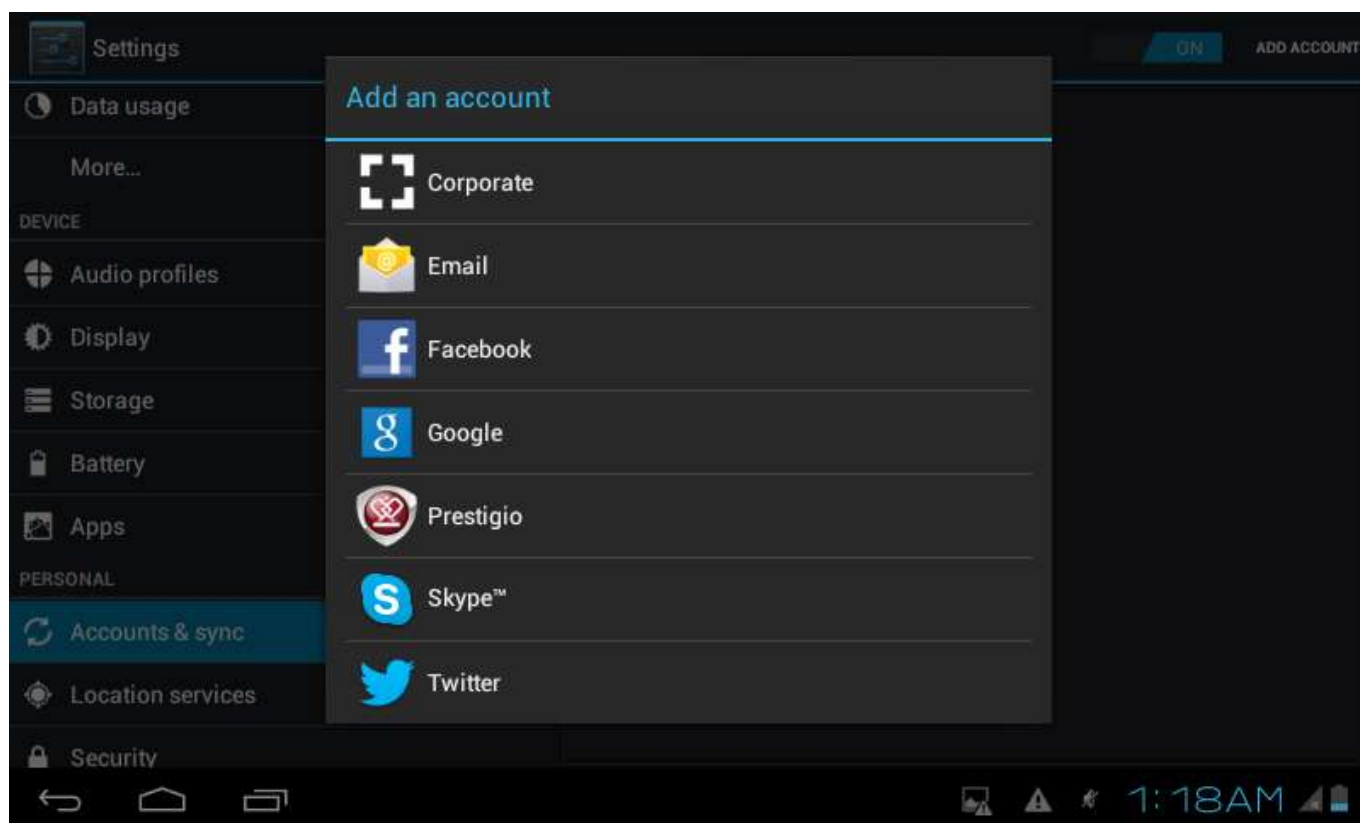 Settings
ON
ADD ACCOUNT
Data usage
More...
DEVICE
Audio profiles
Display
Storage
Battery
Apps
PERSONAL
Accounts & sync
Location services
Security
Add an account
Corporate
Email
Facebook
Google
Prestigio
Skype™
Twitter
1:18AM